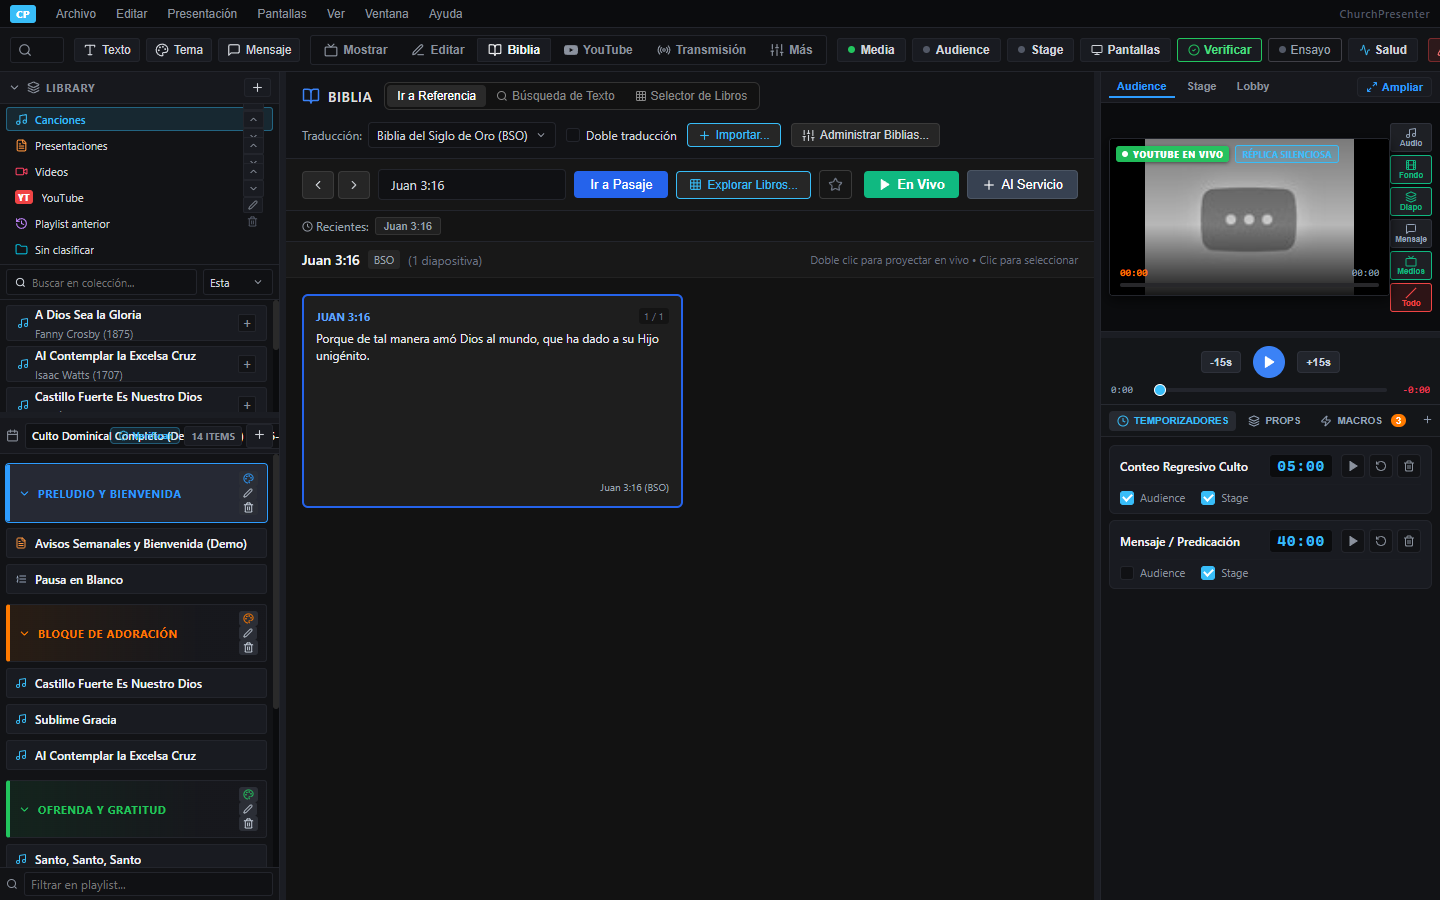 CP Archivo Editar Presentación Pantallas Ver Ventana Ayuda ChurchPresenter
Texto Tema Mensaje Mostrar Editar Biblia YouTube Transmisión Más Media Audience Stage Pantallas Verificar Ensayo Salud
LIBRARY
Canciones
Presentaciones
Videos
YT YouTube
Playlist anterior
Sin clasificar
Buscar en colección... Esta
A Dios Sea la Gloria
Fanny Crosby (1875)
Al Contemplar la Excelsa Cruz
Isaac Watts (1707)
Castillo Fuerte Es Nuestro Dios
Culto Dominical Completo (De 14 ITEMS
PRELUDIO Y BIENVENIDA
Avisos Semanales y Bienvenida (Demo)
Pausa en Blanco
BLOQUE DE ADORACIÓN
Castillo Fuerte Es Nuestro Dios
Sublime Gracia
Al Contemplar la Excelsa Cruz
OFRENDA Y GRATITUD
Santo, Santo, Santo
Filtrar en playlist...
BIBLIA Ir a Referencia Búsqueda de Texto Selector de Libros
Traducción: Biblia del Siglo de Oro (BSO) Doble traducción Importar... Administrar Biblias...
Juan 3:16 Ir a Pasaje Explorar Libros... En Vivo Al Servicio
Recientes: Juan 3:16
Juan 3:16 BSO (1 diapositiva) Doble clic para proyectar en vivo • Clic para seleccionar
JUAN 3:16 1 / 1
Porque de tal manera amó Dios al mundo, que ha dado a su Hijo
unigénito.
Juan 3:16 (BSO)
Audience Stage Lobby Ampliar
YOUTUBE EN VIVO RÉPLICA SILENCIOSA
00:00 00:00
Audio
Fondo
Diapo
Mensaje
Medios
Todo
-15s +15s
0:00 -0:00
TEMPORIZADORES PROPS MACROS 3
Conteo Regresivo Culto 05:00
Audience Stage
Mensaje / Predicación 40:00
Audience Stage